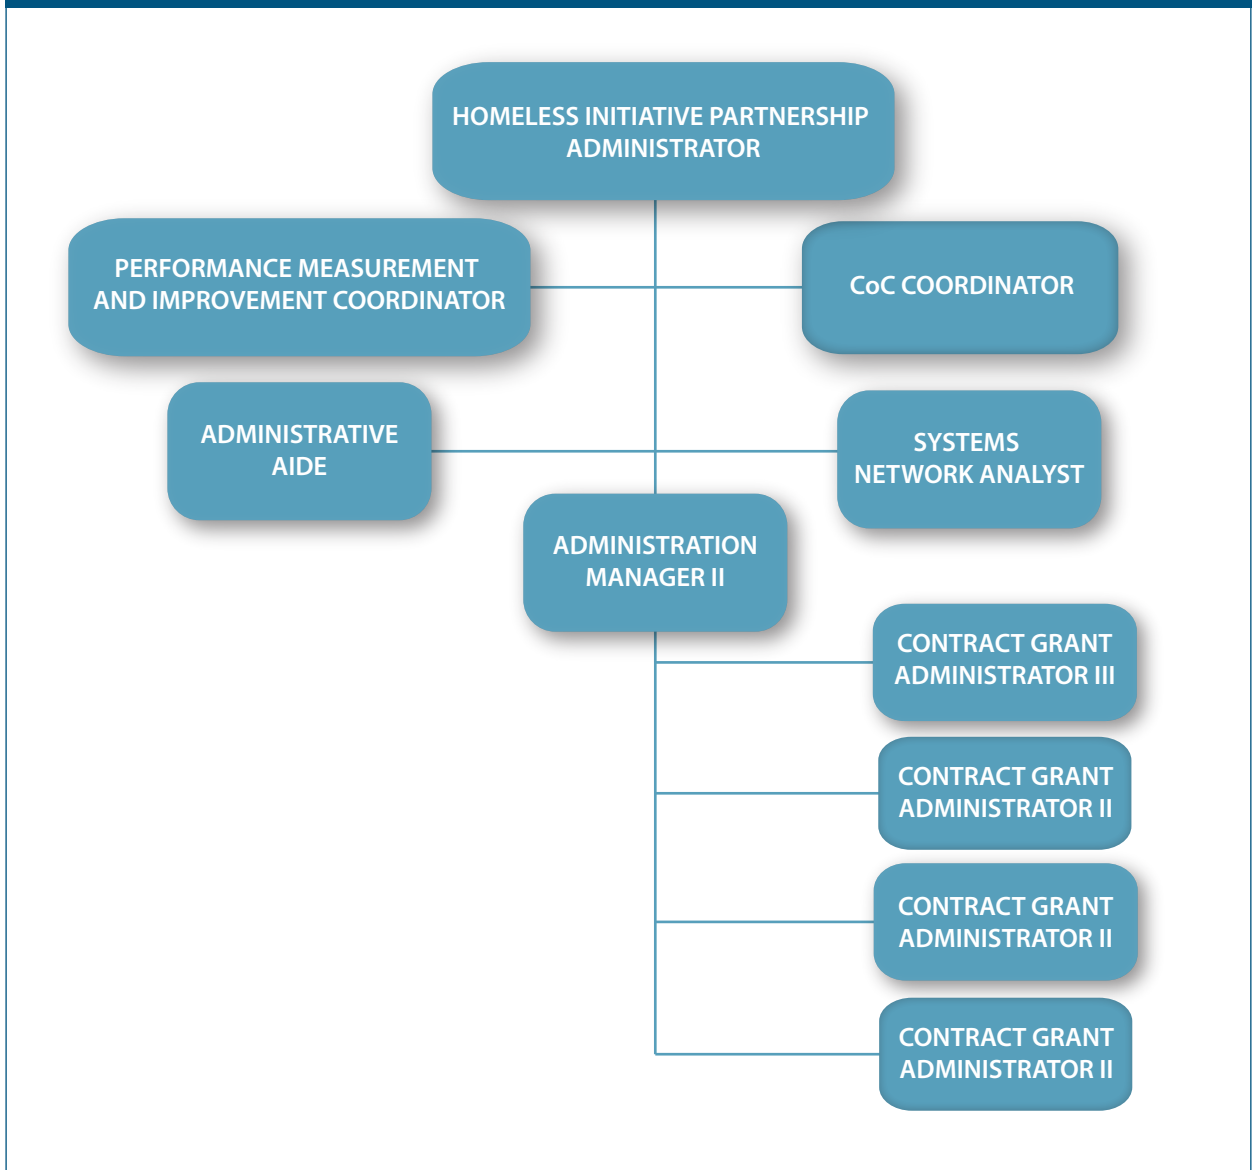 HOMELESS INITIATIVE PARTNERSHIP
ADMINISTRATOR
PERFORMANCE MEASUREMENT
AND IMPROVEMENT COORDINATOR
CoC COORDINATOR
ADMINISTRATIVE
AIDE
SYSTEMS
NETWORK ANALYST
ADMINISTRATION
MANAGER II
CONTRACT GRANT
ADMINISTRATOR III
CONTRACT GRANT
ADMINISTRATOR II
CONTRACT GRANT
ADMINISTRATOR II
CONTRACT GRANT
ADMINISTRATOR II